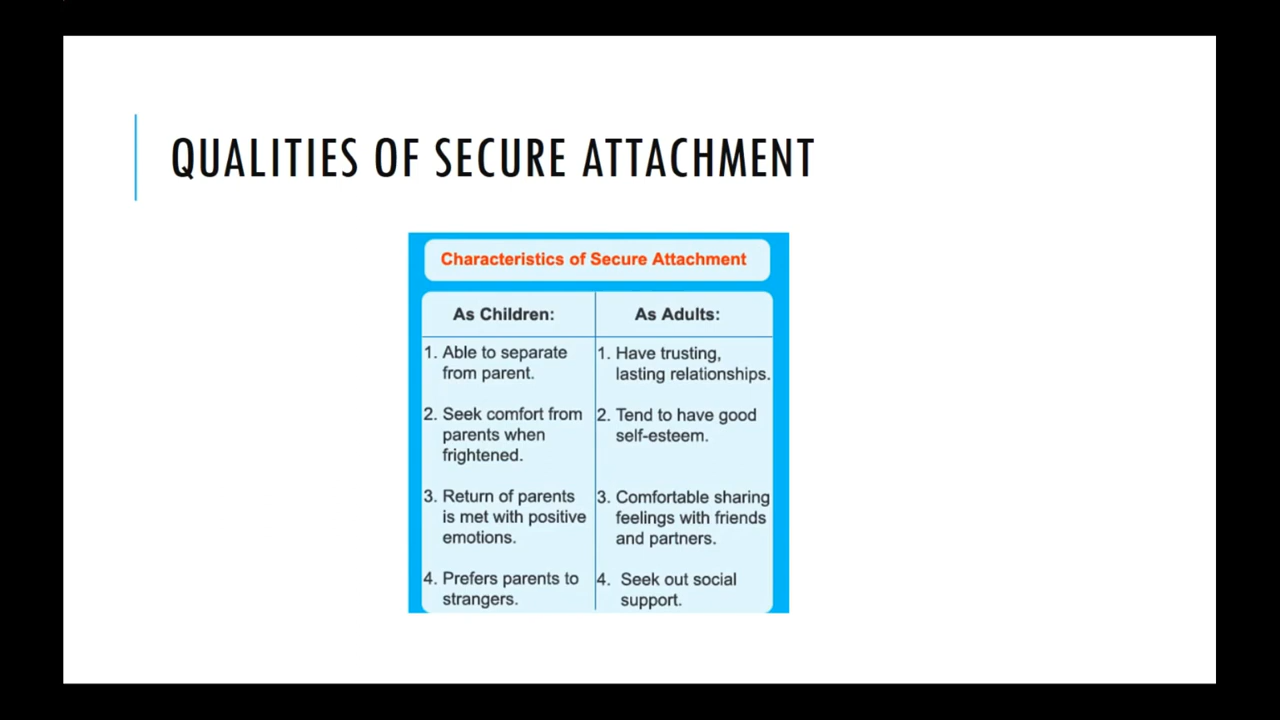 QUALITIES OF SECURE ATTACHMENT
Characteristics of Secure Attachment
As Children:
1. Able to separate
from parent.
2. Seek comfort from
parents when
frightened.
3. Return of parents
is met with positive
emotions.
4. Prefers parents to
strangers.
As Adults:
1. Have trusting,
lasting relationships.
2. Tend to have good
self-esteem.
3. Comfortable sharing
feelings with friends
and partners.
4. Seek out social
support.